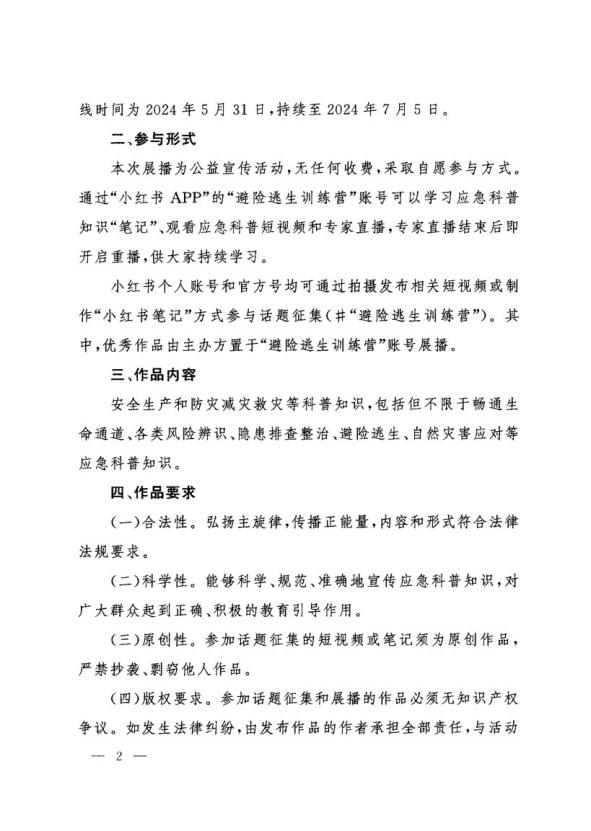 线时间为 2024 年 5 月 31 日，持续至 2024 年 7 月 5 日。
二、参与形式
本次展播为公益宣传活动，无任何收费，采取自愿参与方式。
通过“小红书 APP”的“避险逃生训练营”账号可以学习应急科普
知识“笔记”、观看应急科普短视频和专家直播，专家直播结束后即
开启重播，供大家持续学习。
小红书个人账号和官方号均可通过拍摄发布相关短视频或制
作“小红书笔记”方式参与话题征集(#“避险逃生训练营”)。其
中，优秀作品由主办方置于“避险逃生训练营”账号展播。
三、作品内容
安全生产和防灾减灾救灾等科普知识，包括但不限于畅通生
命通道、各类风险辨识、隐患排查整治、避险逃生、自然灾害应对等
应急科普知识。
四、作品要求
(一)合法性。弘扬主旋律，传播正能量，内容和形式符合法律
法规要求。
(二)科学性。能够科学、规范、准确地宣传应急科普知识，对
广大群众起到正确、积极的教育引导作用。
(三)原创性。参加话题征集的短视频或笔记须为原创作品，
严禁抄袭、剽窃他人作品。
(四)版权要求。参加话题征集和展播的作品必须无知识产权
争议。如发生法律纠纷，由发布作品的作者承担全部责任，与活动
— 2 —